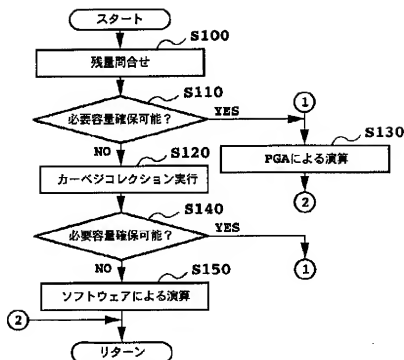 スタート
S100
残量問合せ
S110
必要容量確保可能?
YES
①
NO
S120
S130
カーベジコレクション実行
PGAによる演算
②
S140
必要容量確保可能?
YES
NO
①
S150
ソフトウェアによる演算
②
リターン